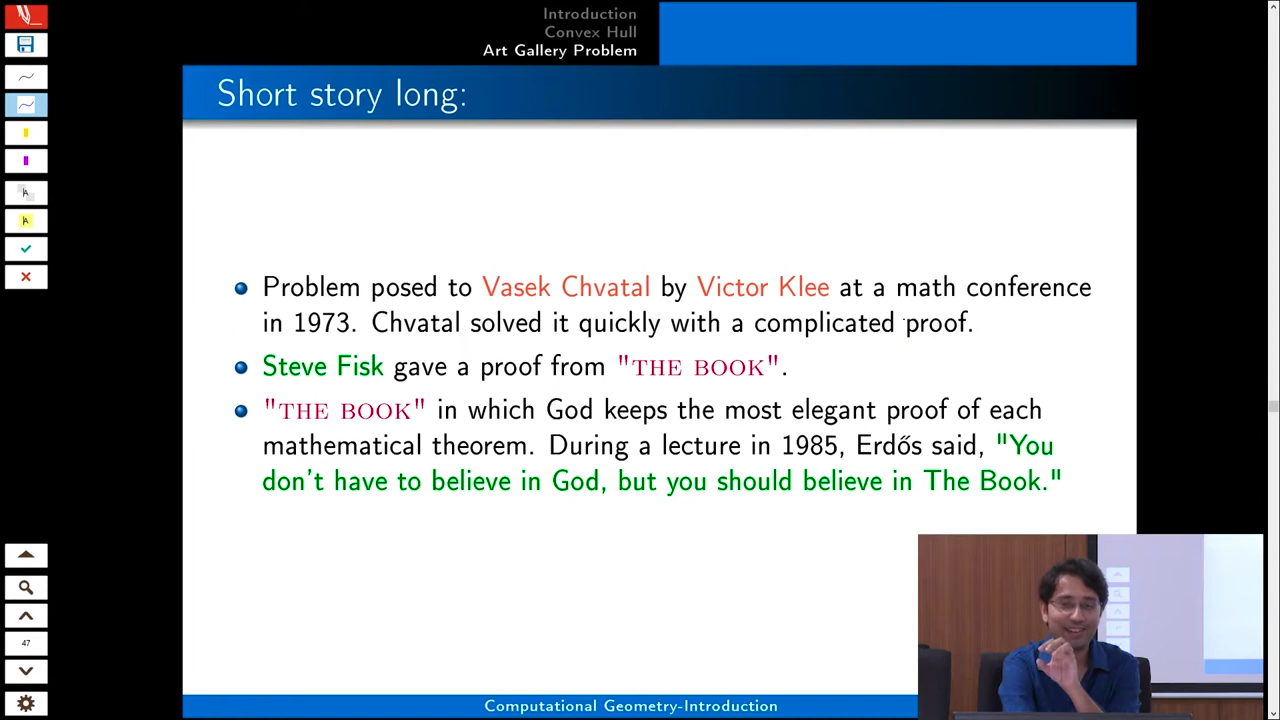 Introduction
Convex Hull
Art Gallery Problem
Short story long:
Problem posed to Vasek Chvatal by Victor Klee at a math conference
in 1973. Chvatal solved it quickly with a complicated proof.
Steve Fisk gave a proof from "THE BOOK".
"THE BOOK" in which God keeps the most elegant proof of each
mathematical theorem. During a lecture in 1985, Erdős said, "You
don't have to believe in God, but you should believe in The Book."
47
Computational Geometry-Introduction